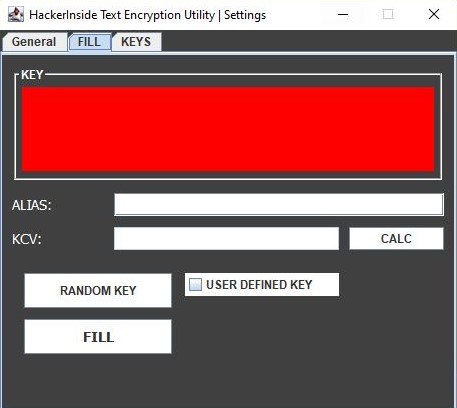 HackerInside Text Encryption Utility | Settings
General FILL KEYS
KEY
ALIAS:
KCV: CALC
RANDOM KEY USER DEFINED KEY
FILL